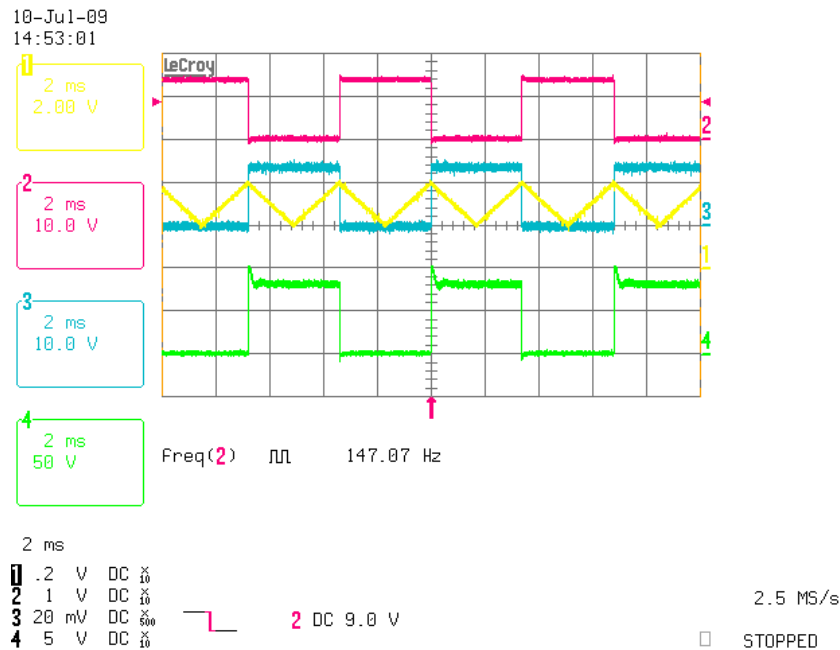 10-Jul-09
14:53:01
LeCroy
1
2 ms
2.00 V
2
2 ms
10.0 V
3
2 ms
10.0 V
4
2 ms
50 V
2
3
1
4
Freq(2) 147.07 Hz
2 ms
1 .2 V DC X10
2 1 V DC X10
3 20 mV DC X500
4 5 V DC X10
2 DC 9.0 V
2.5 MS/s
STOPPED